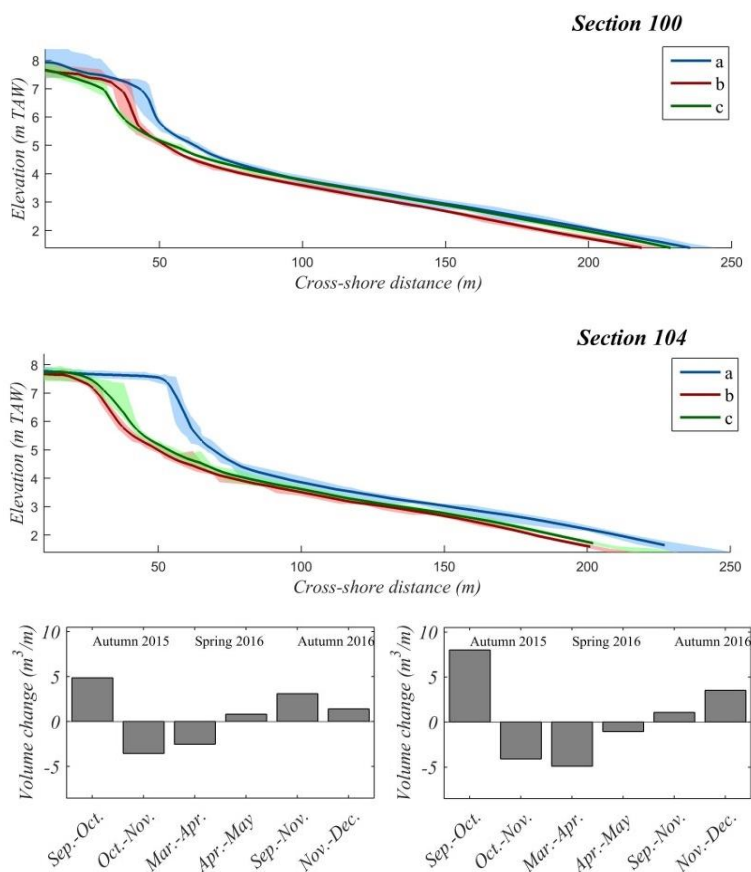 Section 100
a
b
c
8
7
6
5
4
3
2
Elevation (m TAW)
50
100
150
200
250
Cross-shore distance (m)
Section 104
a
b
c
8
7
6
5
4
3
2
Elevation (m TAW)
50
100
150
200
250
Cross-shore distance (m)
10
5
0
-5
Volume change (m³/m)
Autumn 2015 Spring 2016 Autumn 2016
Sep.-Oct.
Oct.-Nov.
Mar.-Apr.
Apr.-May
Sep.-Nov.
Nov.-Dec.
10
5
0
-5
Volume change (m³/m)
Autumn 2015 Spring 2016 Autumn 2016
Sep.-Oct.
Oct.-Nov.
Mar.-Apr.
Apr.-May
Sep.-Nov.
Nov.-Dec.